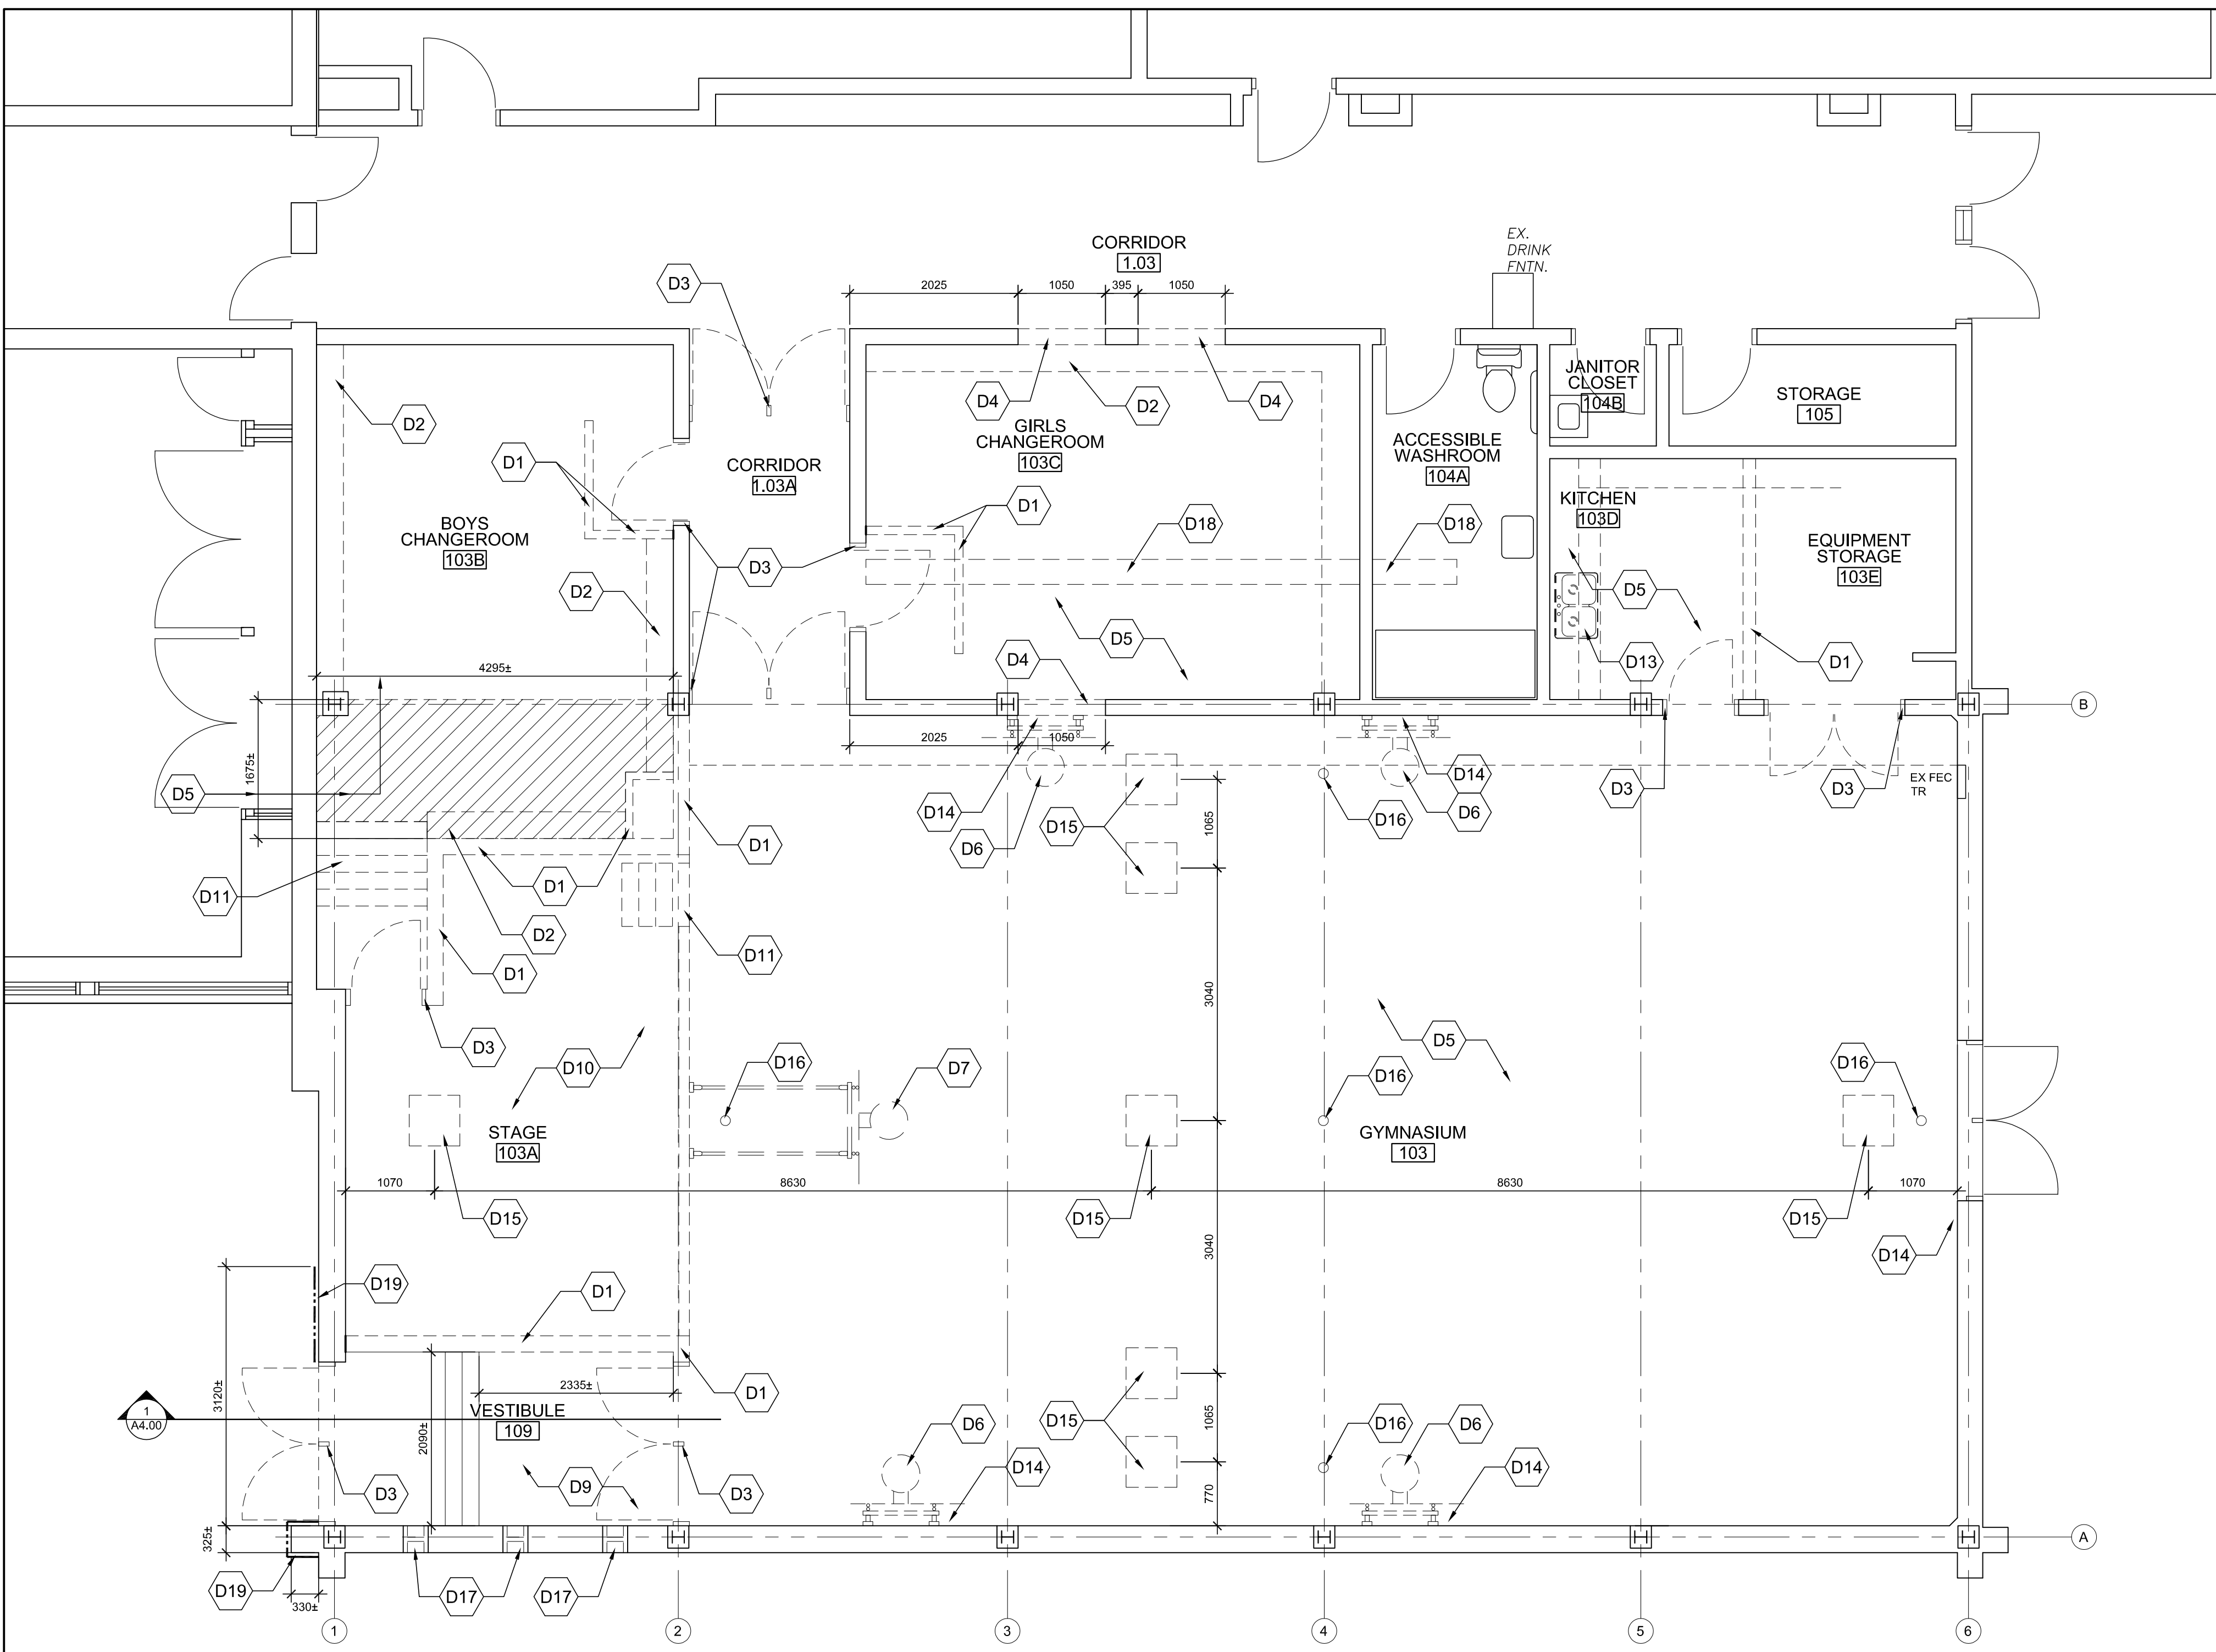 EX.
DRINK
FNTN.
CORRIDOR
1.03
D3
2025
1050
395
1050
D2
D4
D2
D4
JANITOR
CLOSET
104B
STORAGE
105
GIRLS
CHANGEROOM
103C
ACCESSIBLE
WASHROOM
104A
D1
CORRIDOR
1.03A
BOYS
CHANGEROOM
103B
D1
D18
D18
KITCHEN
103D
EQUIPMENT
STORAGE
103E
D3
D2
D5
D5
D4
D13
D1
4295±
B
2025
1050
1675±
D5
D14
D6
D15
D16
D14
D6
D3
D3
EX FEC
TR
1065
D1
D11
D1
D2
D11
D1
3040
D3
D10
D16
D7
D16
D5
D16
STAGE
103A
GYMNASIUM
103
1070
8630
8630
1070
D15
D15
D15
D14
3040
D19
D1
3120±
1
A4.00
2335±
D1
VESTIBULE
109
2090±
D6
D15
D16
D6
1065
D3
D9
D3
D14
D14
770
325±
A
D19
330±
D17
D17
1
2
3
4
5
6